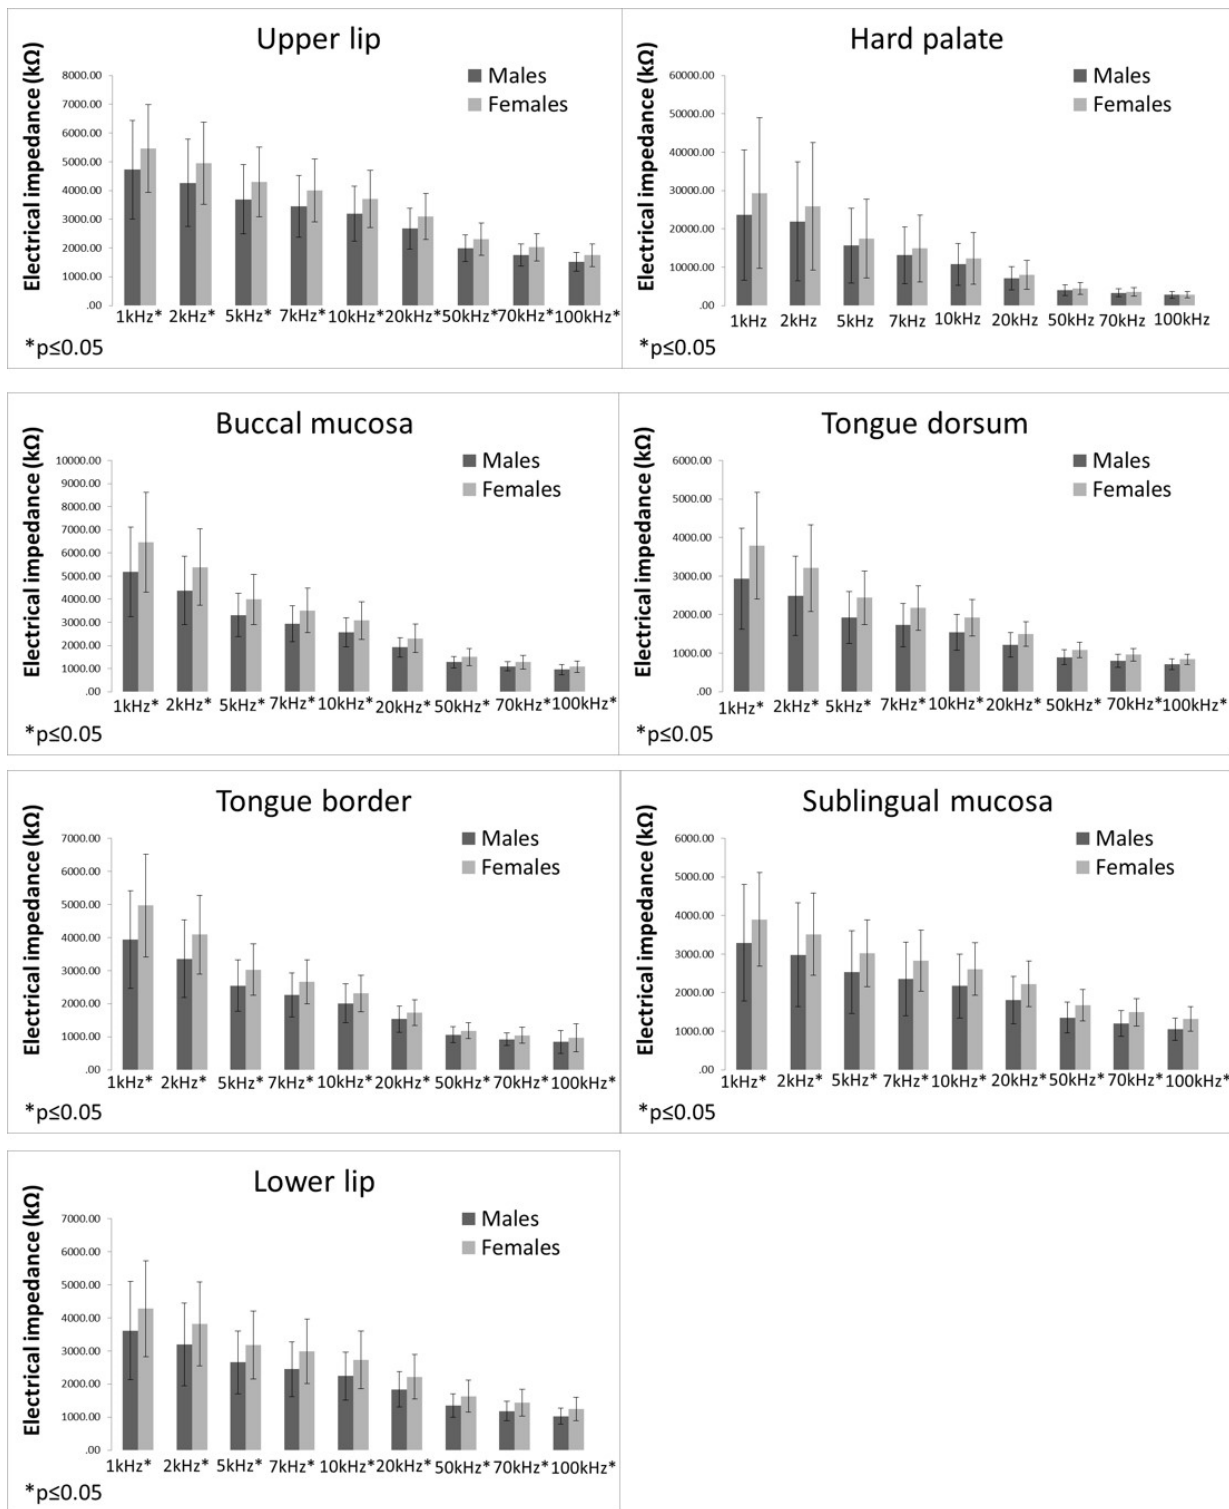 Upper lip
Electrical impedance (kΩ)
Males
Females
8000.00
7000.00
6000.00
5000.00
4000.00
3000.00
2000.00
1000.00
.00
1kHz* 2kHz* 5kHz* 7kHz* 10kHz* 20kHz* 50kHz* 70kHz* 100kHz*
*p≤0.05
Hard palate
Electrical impedance (kΩ)
Males
Females
60000
50000
40000
30000
20000
10000
.00
1kHz 2kHz 5kHz 7kHz 10kHz 20kHz 50kHz 70kHz 100kHz
Buccal mucosa
Electrical impedance (kΩ)
Males
Females
10000.00
9000.00
8000.00
7000.00
6000.00
5000.00
4000.00
3000.00
2000.00
1000.00
.00
1kHz* 2kHz* 5kHz* 7kHz* 10kHz* 20kHz* 50kHz* 70kHz* 100kHz*
*p≤0.05
Tongue dorsum
Electrical impedance (kΩ)
Males
Females
6000.00
5000.00
4000.00
3000.00
2000.00
1000.00
.00
1kHz* 2kHz* 5kHz* 7kHz* 10kHz* 20kHz* 50kHz* 70kHz* 100kHz*
*p≤0.05
Tongue border
Electrical impedance (kΩ)
Males
Females
7000.00
6000.00
5000.00
4000.00
3000.00
2000.00
1000.00
.00
1kHz* 2kHz* 5kHz* 7kHz* 10kHz* 20kHz* 50kHz* 70kHz* 100kHz*
*p≤0.05
Sublingual mucosa
Electrical impedance (kΩ)
Males
Females
6000.00
5000.00
4000.00
3000.00
2000.00
1000.00
.00
1kHz* 2kHz* 5kHz* 7kHz* 10kHz* 20kHz* 50kHz* 70kHz* 100kHz*
*p≤0.05
Lower lip
Electrical impedance (kΩ)
Males
Females
7000.00
6000.00
5000.00
4000.00
3000.00
2000.00
1000.00
.00
1kHz* 2kHz* 5kHz* 7kHz* 10kHz* 20kHz* 50kHz* 70kHz* 100kHz*
*p≤0.05